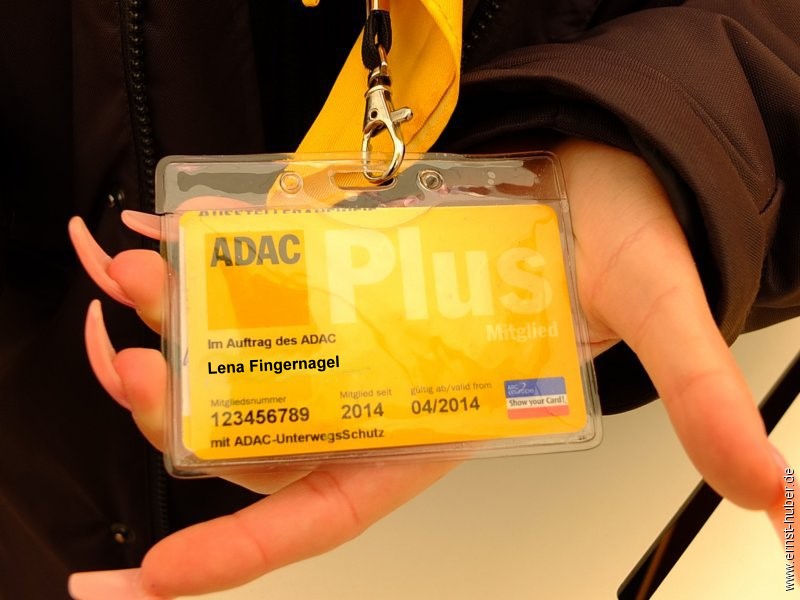 ADAC
Plus
Mitglied
Im Auftrag des ADAC
Lena Fingernagel
Mitgliedsnummer Mitglied seit gültig ab/valid from
123456789 2014 04/2014
Show your Card!
mit ADAC-UnterwegsSchutz
www.ernst-huber.de